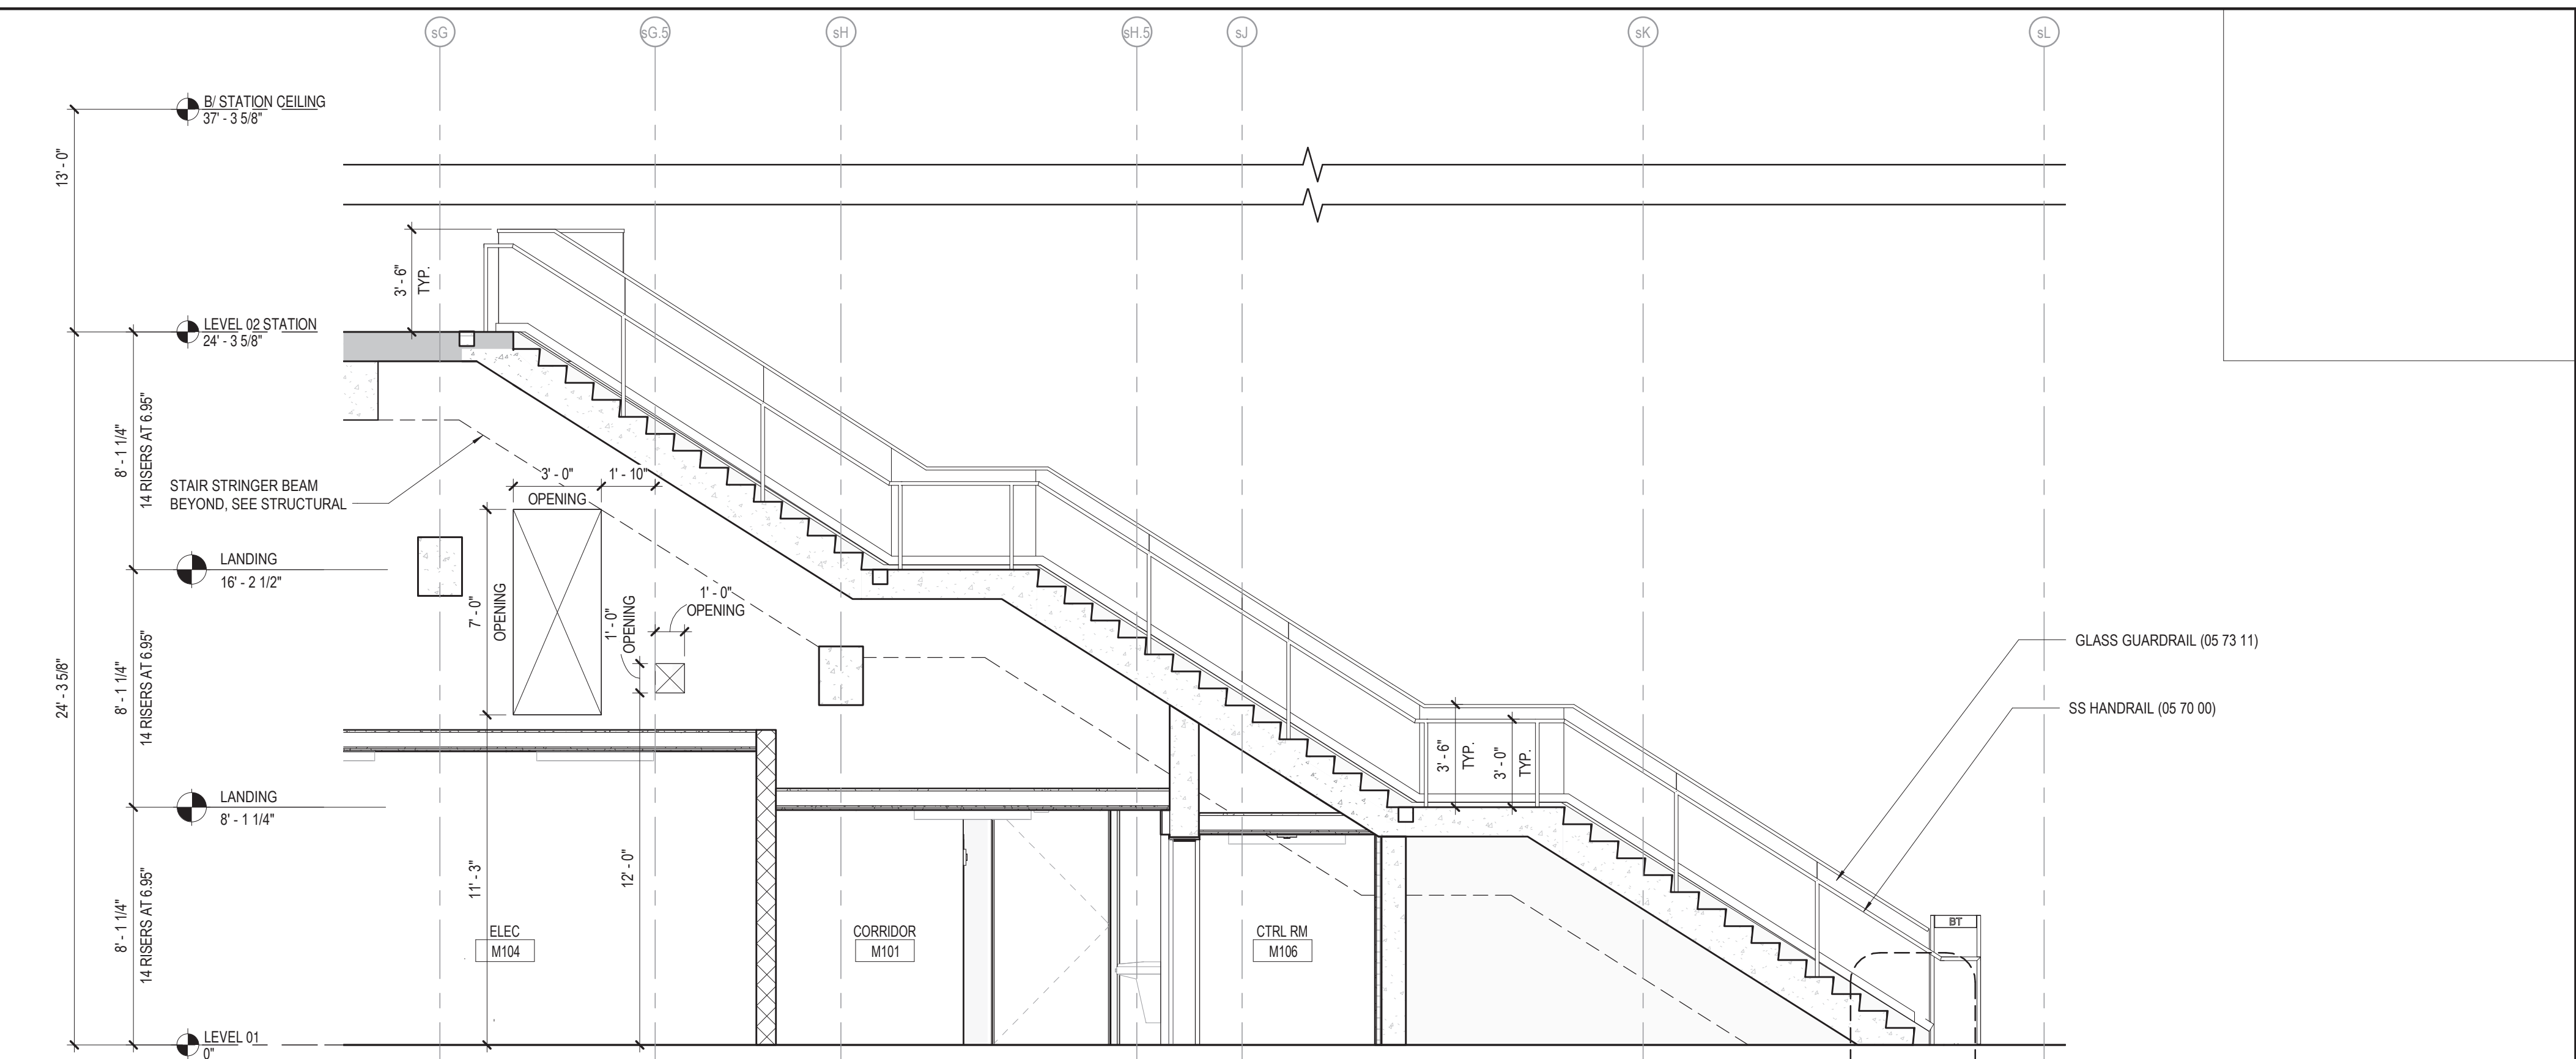 sG
sG.5
sH
sH.5
sJ
sK
sL
B/ STATION CEILING
37' - 3 5/8"
13' - 0"
3' - 6"
TYP.
LEVEL 02 STATION
24' - 3 5/8"
8' - 1 1/4"
14 RISERS AT 6.95"
STAIR STRINGER BEAM
BEYOND, SEE STRUCTURAL
3' - 0"
OPENING
1' - 10"
LANDING
16' - 2 1/2"
7' - 0"
OPENING
1' - 0"
OPENING
1' - 0"
OPENING
24' - 3 5/8"
8' - 1 1/4"
14 RISERS AT 6.95"
GLASS GUARDRAIL (05 73 11)
SS HANDRAIL (05 70 00)
3' - 6"
TYP.
3' - 0"
TYP.
LANDING
8' - 1 1/4"
11' - 3"
12' - 0"
8' - 1 1/4"
14 RISERS AT 6.95"
ELEC
M104
CORRIDOR
M101
CTRL RM
M106
BT
LEVEL 01
0"